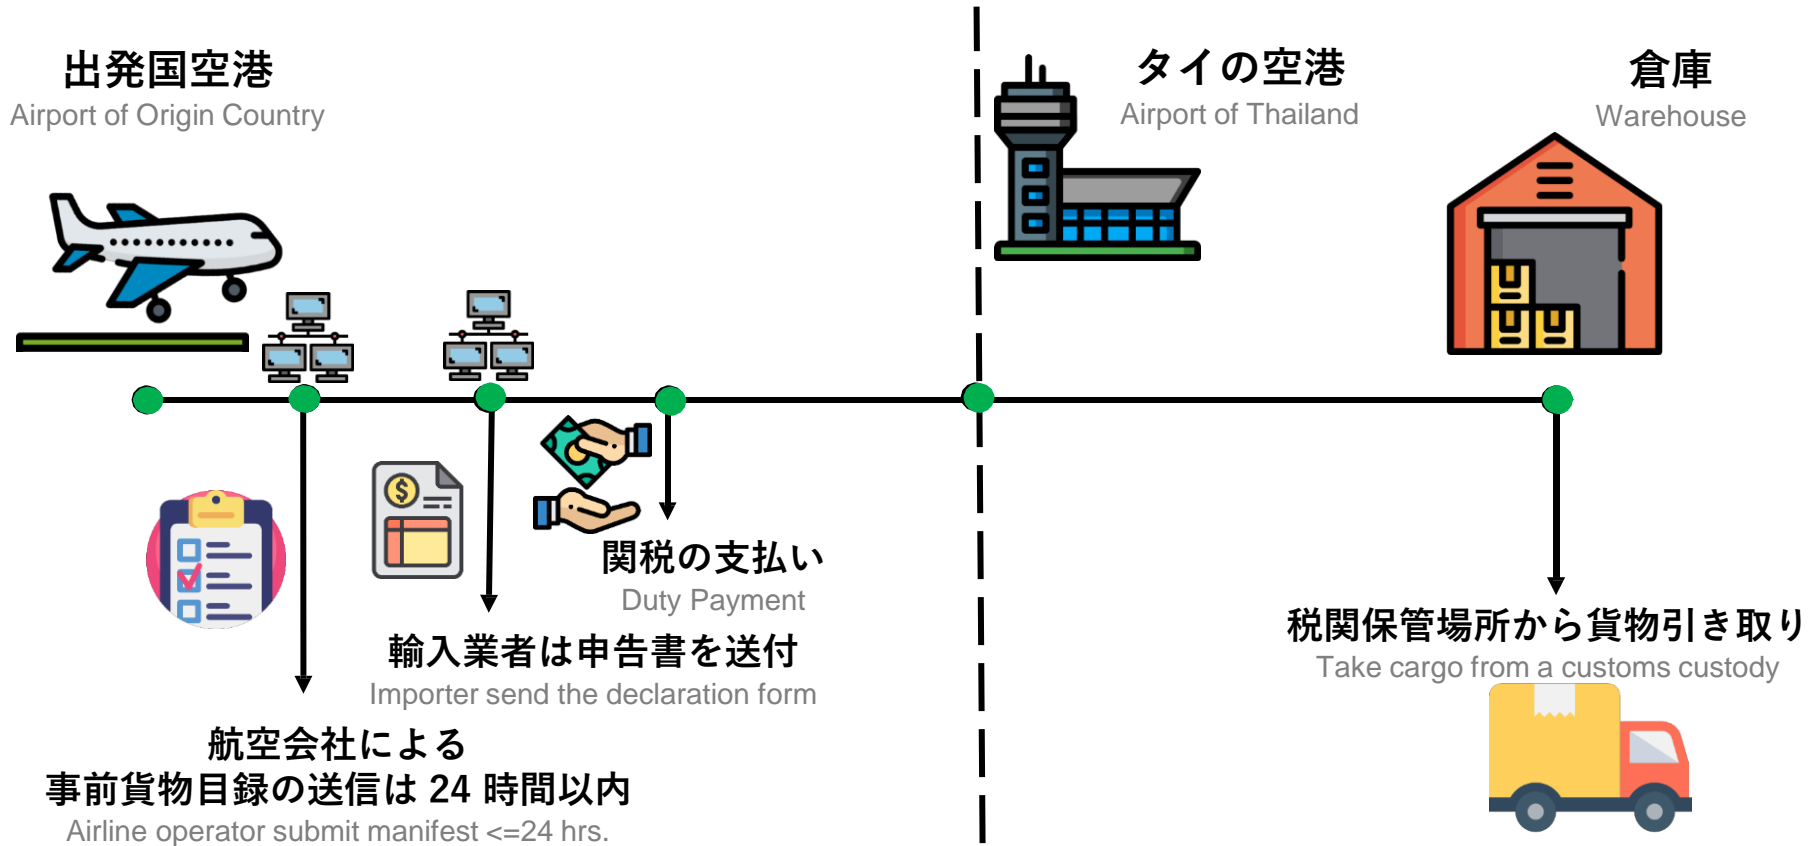 出発国空港
Airport of Origin Country
タイの空港
Airport of Thailand
倉庫
Warehouse
関税の支払い
Duty Payment
輸入業者は申告書を送付
Importer send the declaration form
航空会社による
事前貨物目録の送信は 24 時間以内
Airline operator submit manifest <=24 hrs.
税関保管場所から貨物引き取り
Take cargo from a customs custody